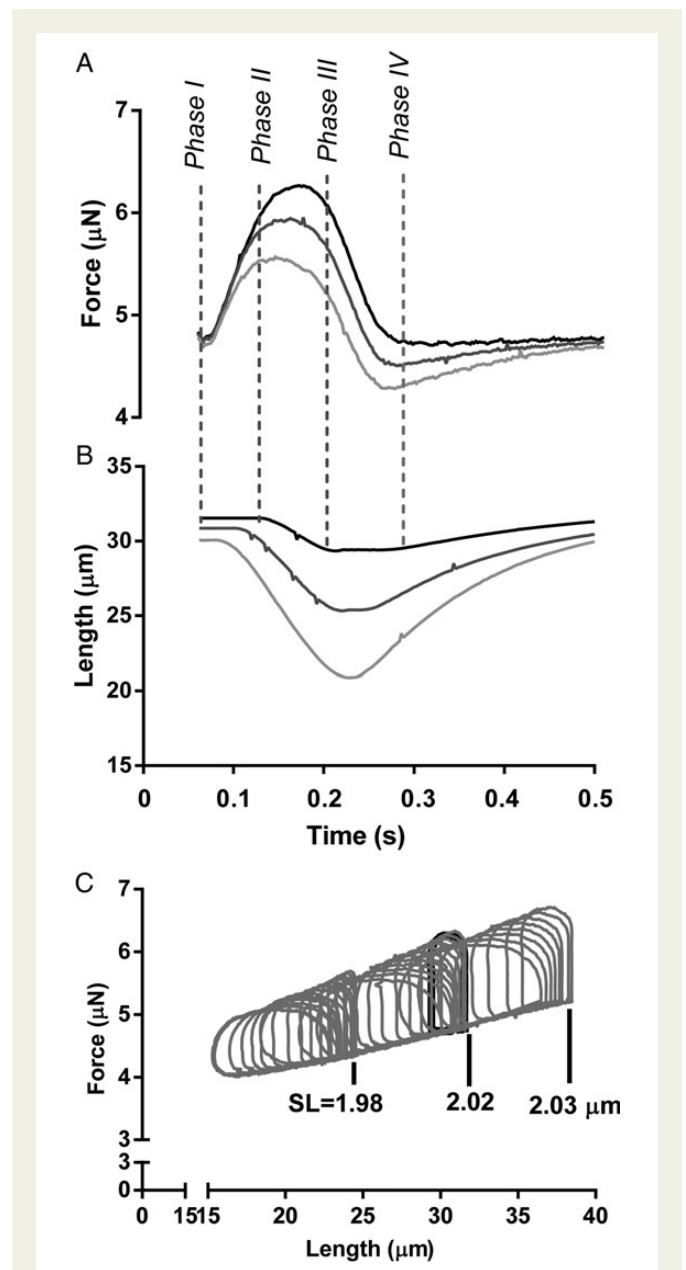 A
Phase I
Phase II
Phase III
Phase IV
7
6
5
4
Force (μN)
B
35
30
25
20
15
Length (μm)
0 0.1 0.2 0.3 0.4 0.5
Time (s)
C
7
6
5
4
3
3
0
Force (μN)
SL=1.98 2.02 2.03 μm
0 15 15 20 25 30 35 40
Length (μm)